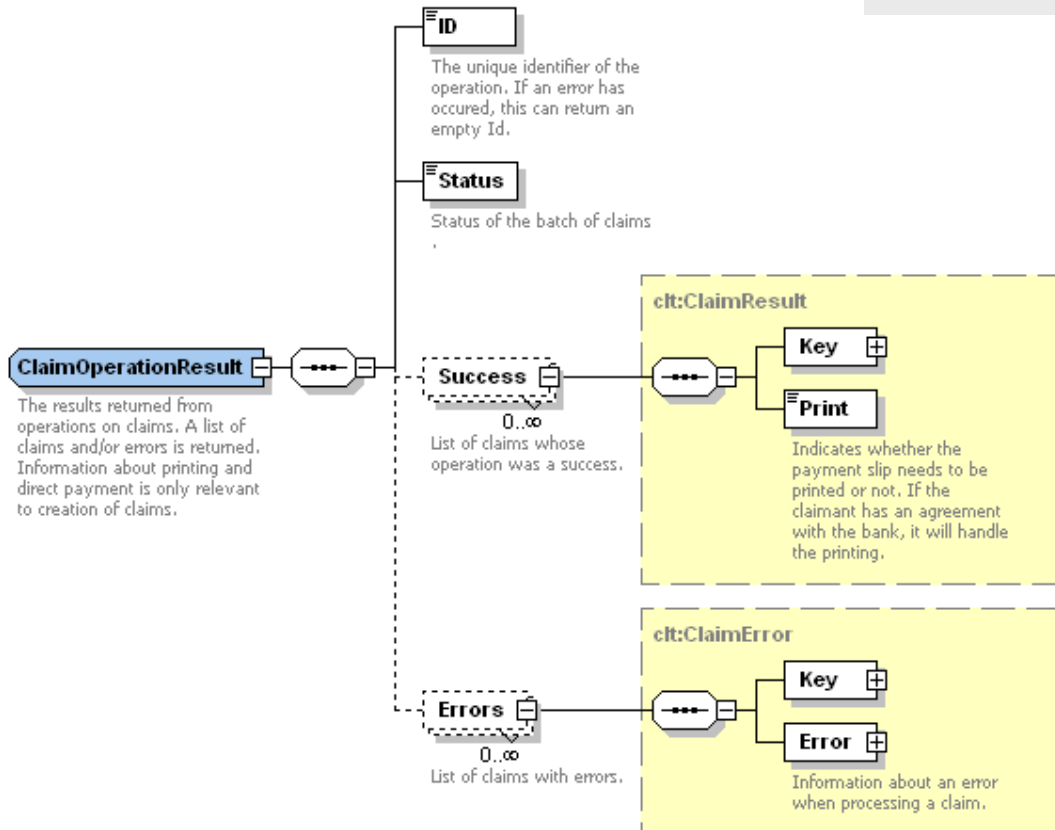 ID
The unique identifier of the
operation. If an error has
occured, this can return an
empty Id.
Status
Status of the batch of claims
.
ClaimOperationResult
The results returned from
operations on claims. A list of
claims and/or errors is returned.
Information about printing and
direct payment is only relevant
to creation of claims.
Success
0..∞
List of claims whose
operation was a success.
clt:ClaimResult
Key
Print
Indicates whether the
payment slip needs to be
printed or not. If the
claimant has an agreement
with the bank, it will handle
the printing.
Errors
0..∞
List of claims with errors.
clt:ClaimError
Key
Error
Information about an error
when processing a claim.